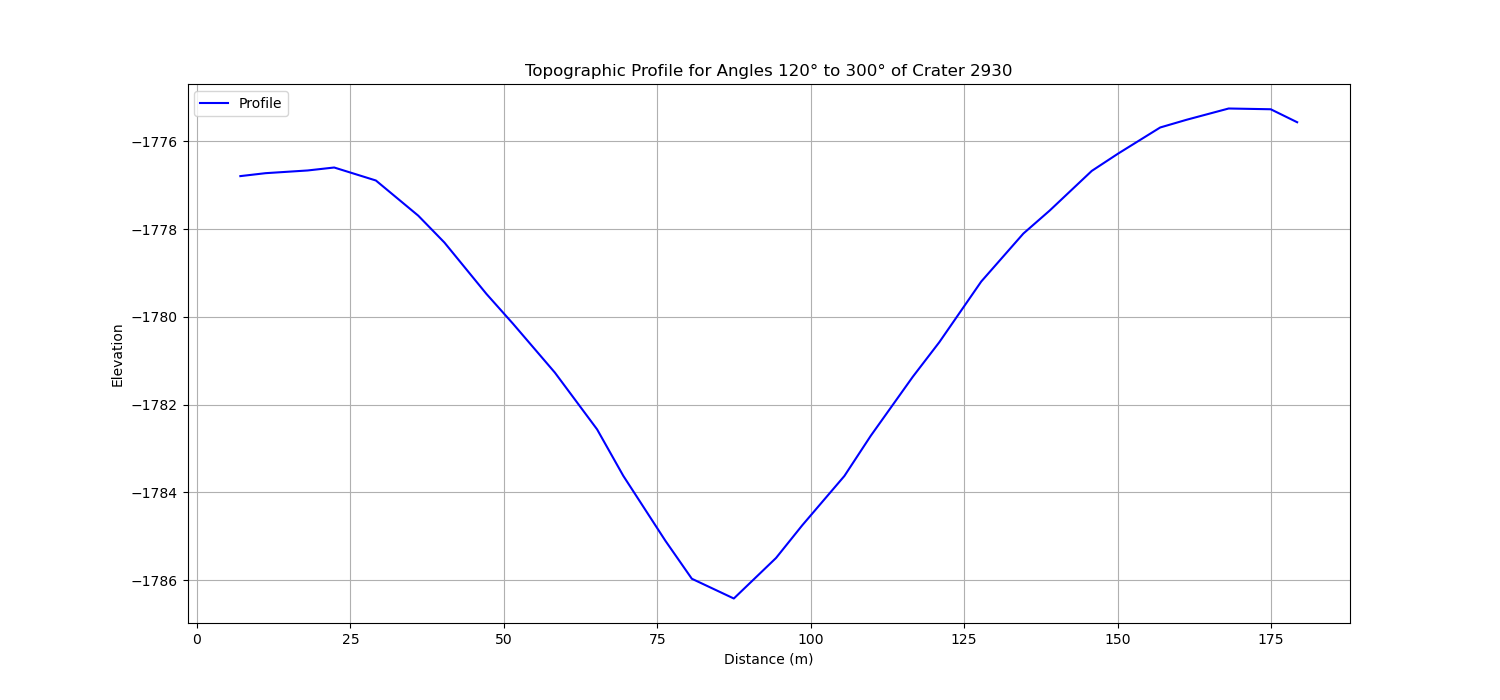 Topographic Profile for Angles 120° to 300° of Crater 2930
Profile
−1776
−1778
−1780
−1782
−1784
−1786
Elevation
0 25 50 75 100 125 150 175
Distance (m)